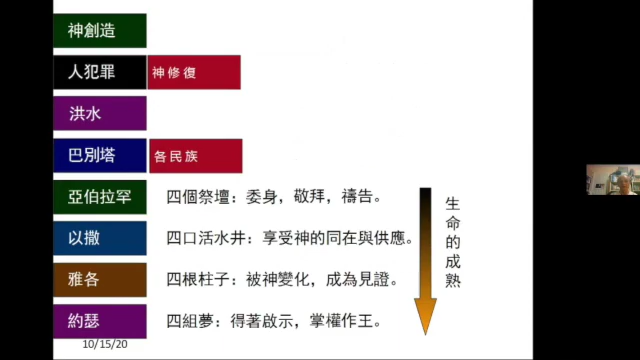 神創造
人犯罪 神修復
洪水
巴別塔 各民族
亞伯拉罕 四個祭壇：委身，敬拜，禱告。
以撒 四口活水井：享受神的同在與供應。
雅各 四根柱子：被神變化，成為見證。
約瑟 四組夢：得著啟示，掌權作王。
生命的成熟
10/15/20